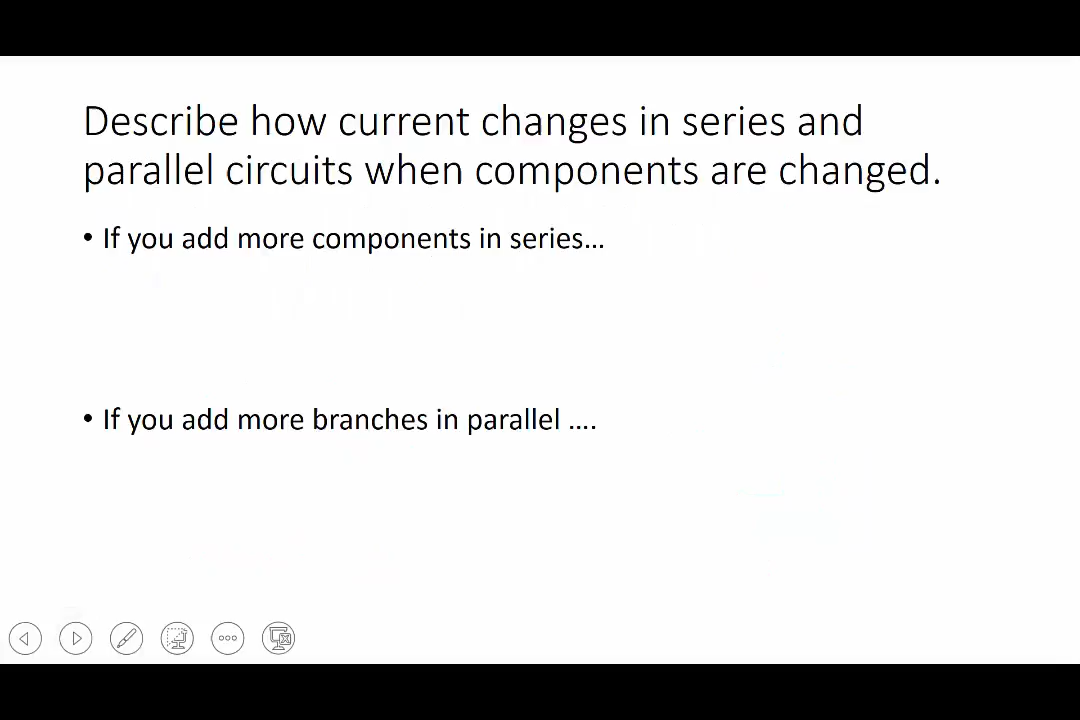 Describe how current changes in series and
parallel circuits when components are changed.
• If you add more components in series…
• If you add more branches in parallel ….